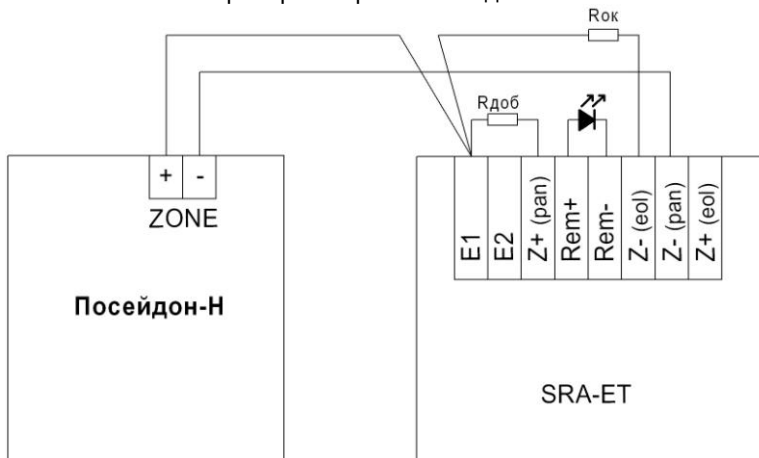 Rок
Rдоб
+ -
ZONE
E1
E2
Z+ (pan)
Rem+
Rem-
Z- (eol)
Z- (pan)
Z+ (eol)
Посейдон-Н
SRA-ET